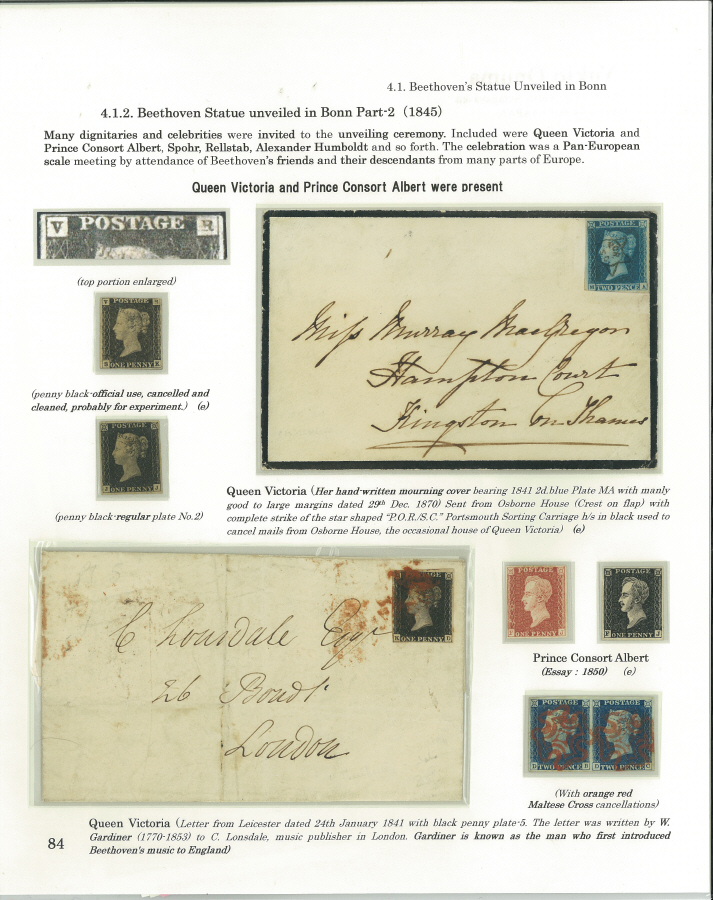 4.1. Beethoven's Statue Unveiled in Bonn
4.1.2. Beethoven Statue unveiled in Bonn Part-2 (1845)
Many dignitaries and celebrities were invited to the unveiling ceremony. Included were Queen Victoria and
Prince Consort Albert, Spohr, Rellstab, Alexander Humboldt and so forth. The celebration was a Pan-European
scale meeting by attendance of Beethoven's friends and their descendants from many parts of Europe.
Queen Victoria and Prince Consort Albert were present
V POSTAGE R
(top portion enlarged)
V POSTAGE R
S ONE PENNY K
(penny black-official use, cancelled and
cleaned, probably for experiment.) (e)
POSTAGE
J ONE PENNY J
(penny black-regular plate No.2)
POSTAGE
M TWO PENCE A
Miss Murray MacGregor
Hampton Court
Kingston on Thames
Queen Victoria (Her hand-written mourning cover bearing 1841 2d.blue Plate MA with manly
good to large margins dated 29th Dec. 1870) Sent from Osborne House (Crest on flap) with
complete strike of the star shaped "P.O.R./S.C." Portsmouth Sorting Carriage h/s in black used to
cancel mails from Osborne House, the occasional house of Queen Victoria) (e)
ONE PENNY
C Lonsdale Esqr
26 Bond St
London
POSTAGE
ONE PENNY
POSTAGE
ONE PENNY J
Prince Consort Albert
(Essay : 1850) (e)
POSTAGE POSTAGE
D TWO PENCE B D TWO PENCE C
(With orange red
Maltese Cross cancellations)
Queen Victoria (Letter from Leicester dated 24th January 1841 with black penny plate-5. The letter was written by W.
Gardiner (1770-1853) to C. Lonsdale, music publisher in London. Gardiner is known as the man who first introduced
Beethoven's music to England)
84